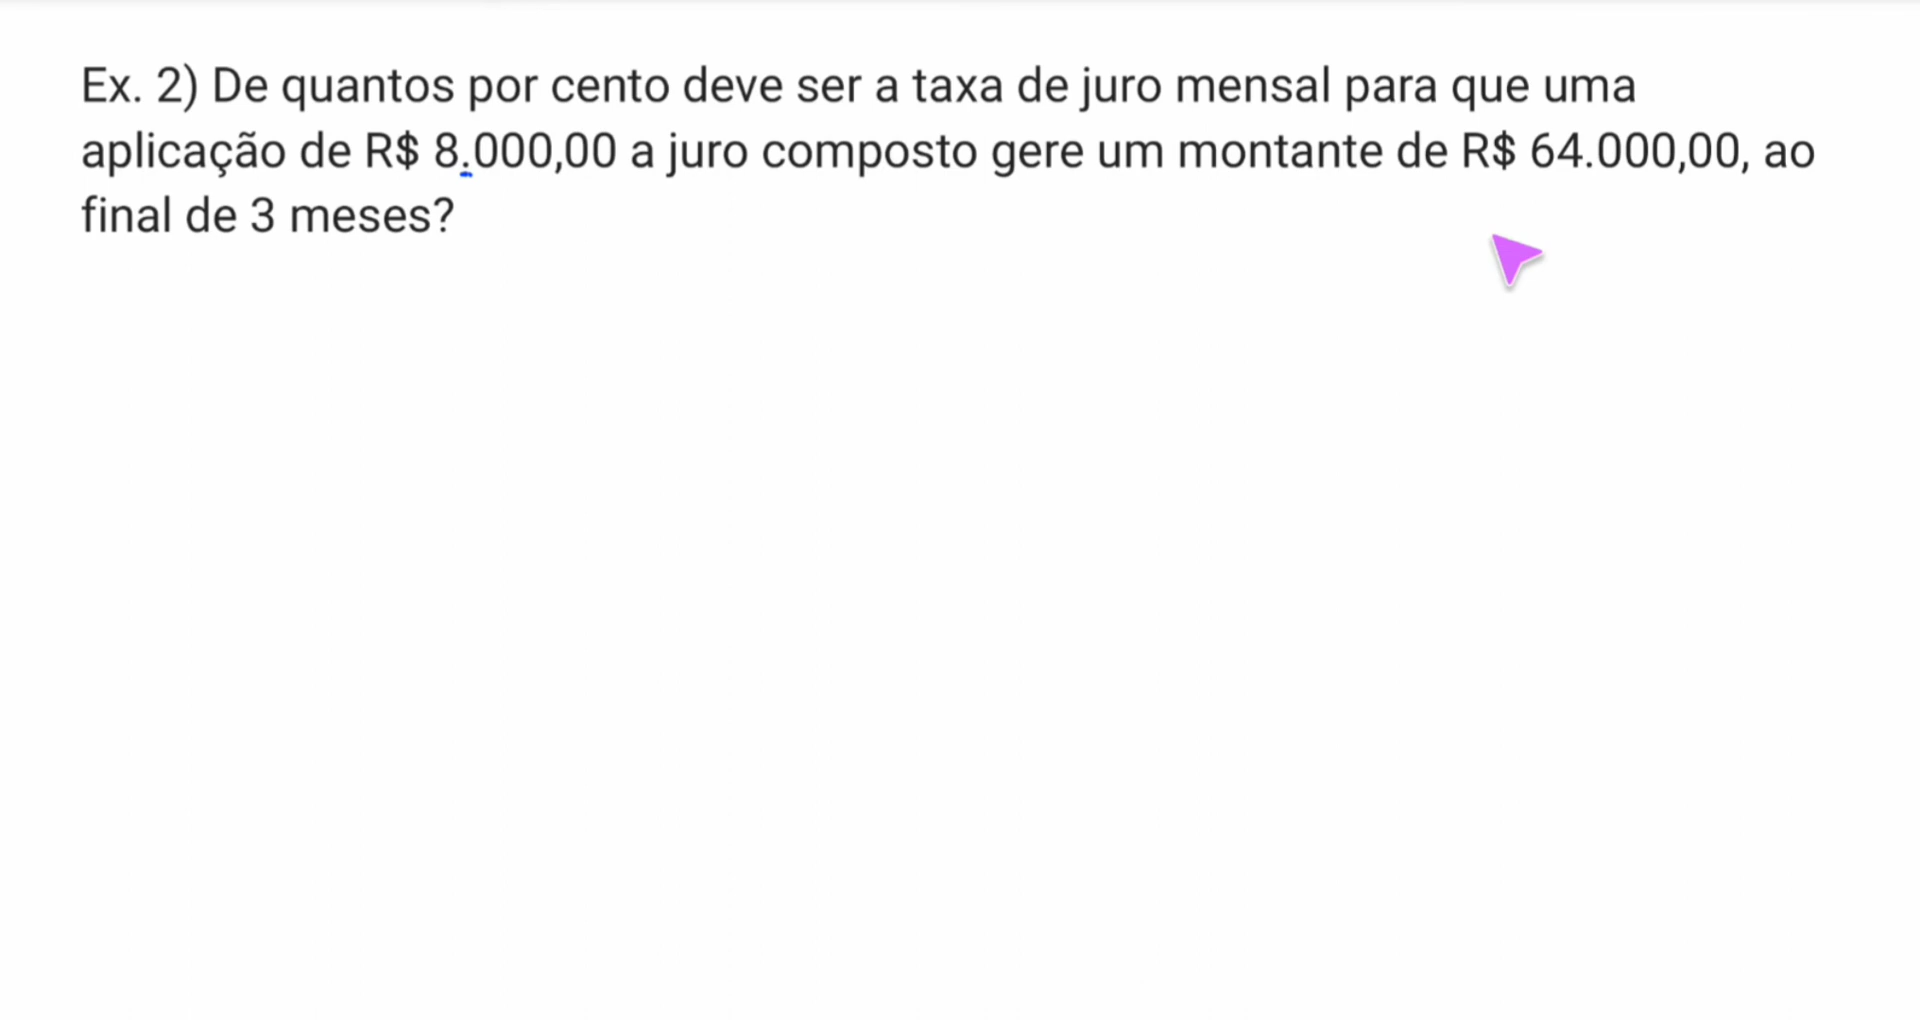 Ex. 2) De quantos por cento deve ser a taxa de juro mensal para que uma
aplicação de R$ 8.000,00 a juro composto gere um montante de R$ 64.000,00, ao
final de 3 meses?